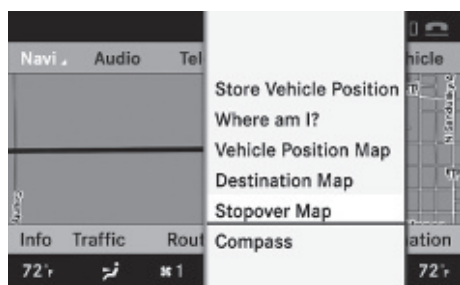 Navi Audio Tel hicle
Store Vehicle Position
Where am I?
Vehicle Position Map
Destination Map
Stopover Map
Compass
Info Traffic Rout ation
72°F 1 72°F